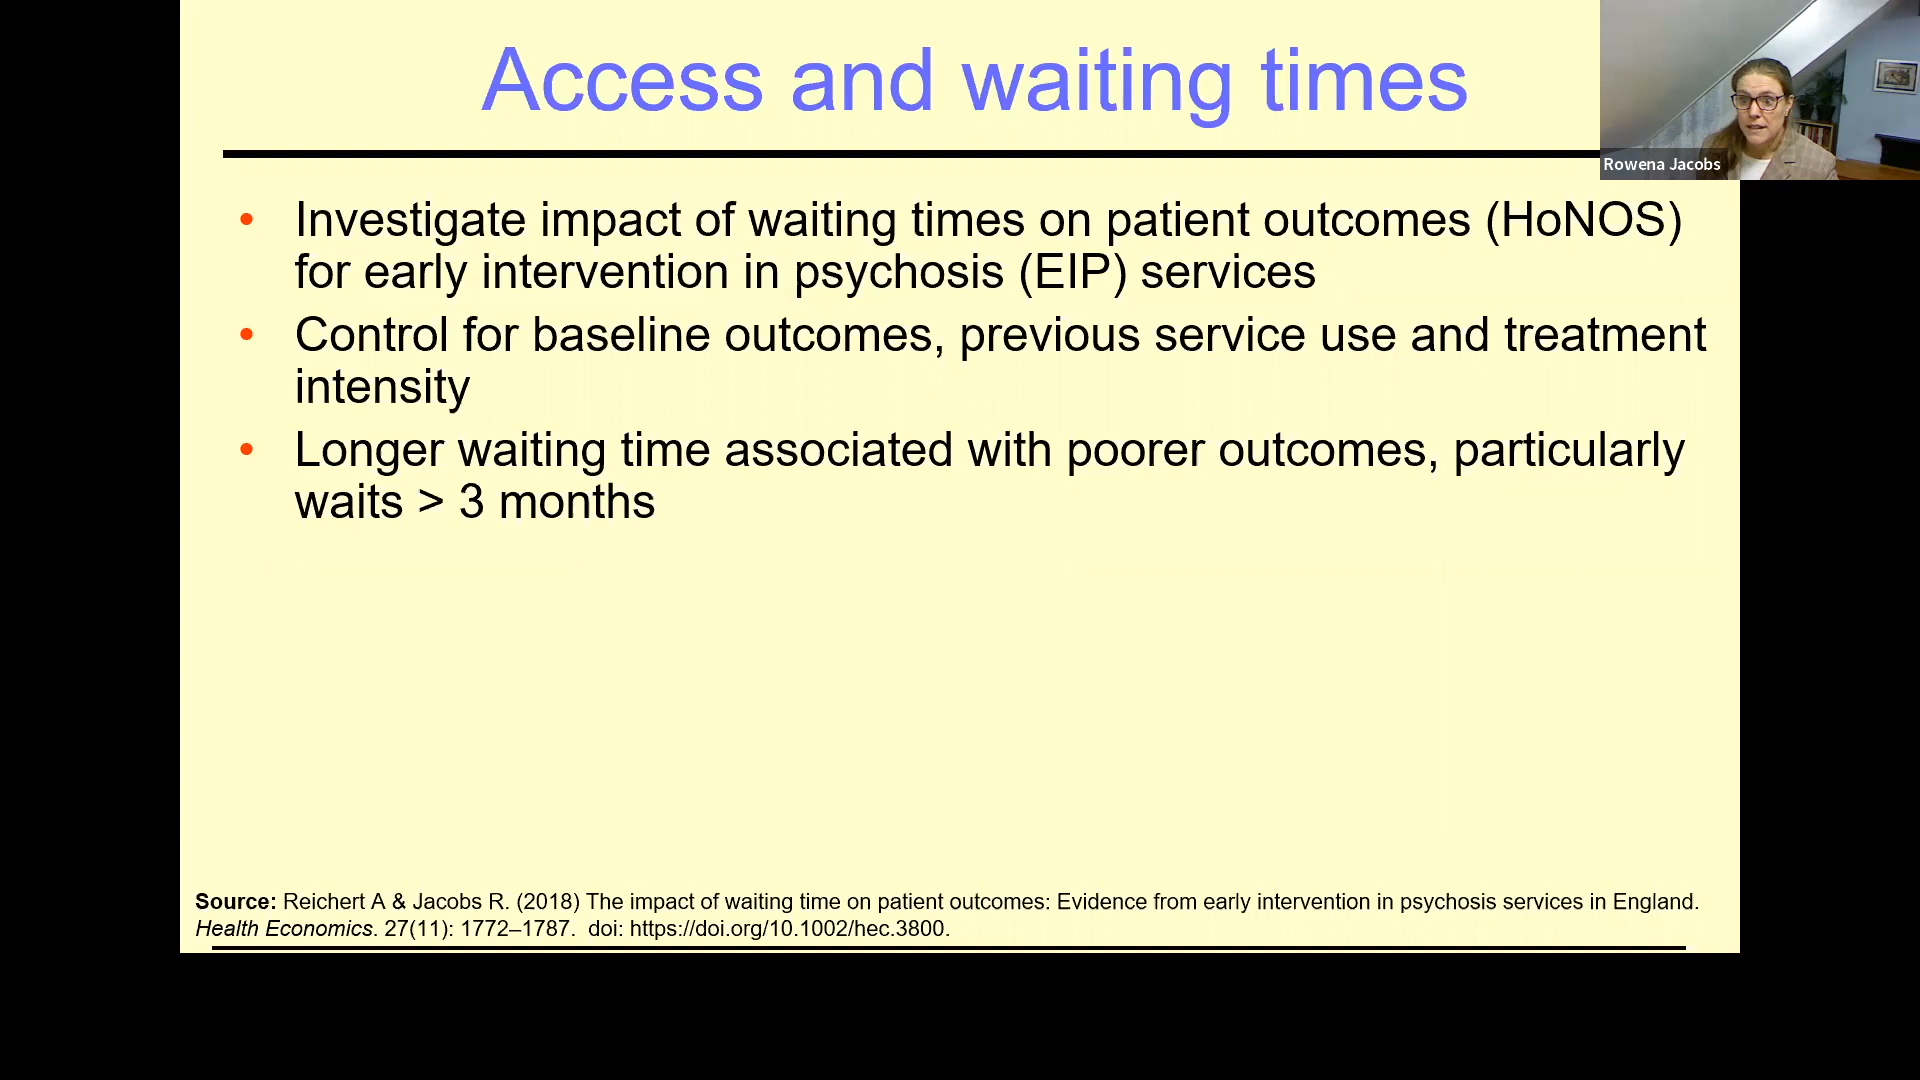 Access and waiting times
Rowena Jacobs
• Investigate impact of waiting times on patient outcomes (HoNOS)
for early intervention in psychosis (EIP) services
• Control for baseline outcomes, previous service use and treatment
intensity
• Longer waiting time associated with poorer outcomes, particularly
waits > 3 months
Source: Reichert A & Jacobs R. (2018) The impact of waiting time on patient outcomes: Evidence from early intervention in psychosis services in England.
Health Economics. 27(11): 1772–1787. doi: https://doi.org/10.1002/hec.3800.